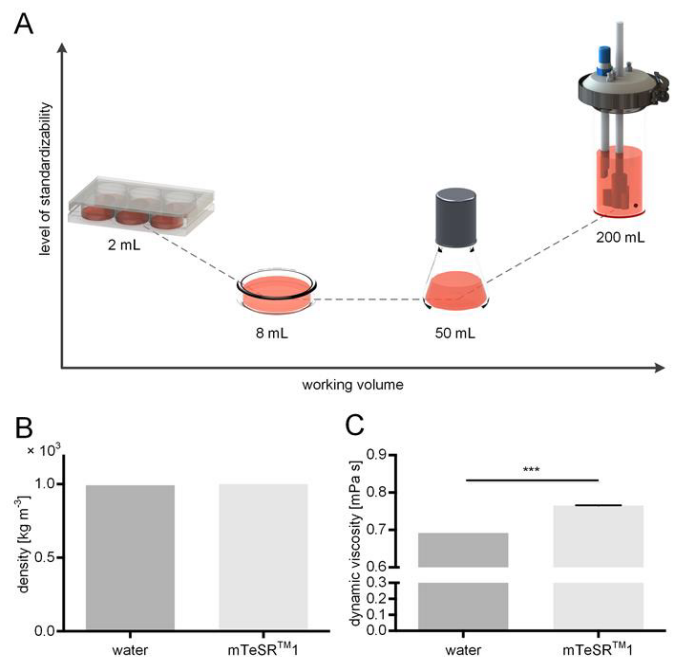 A
level of standardizability
2 mL
8 mL
50 mL
200 mL
working volume
B
× 10³
density [kg m⁻³]
1.0
0.5
0.0
water
mTeSR™1
C
dynamic viscosity [mPa s]
0.9
0.8
0.7
0.6
0.3
0.2
0.1
0.0
***
water
mTeSR™1